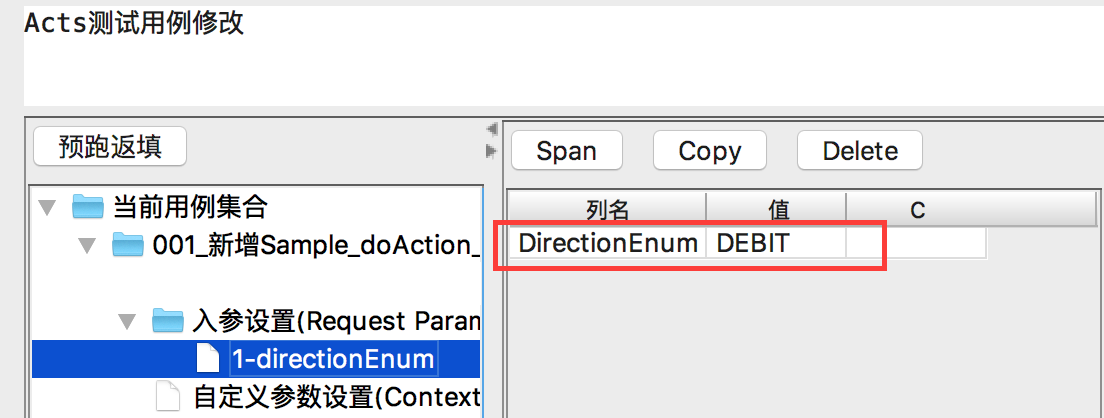 Acts测试用例修改
预跑返填
Span Copy Delete
当前用例集合
001_新增Sample_doAction_
入参设置(Request Param
1-directionEnum
自定义参数设置(Context
列名 值 C
DirectionEnum DEBIT